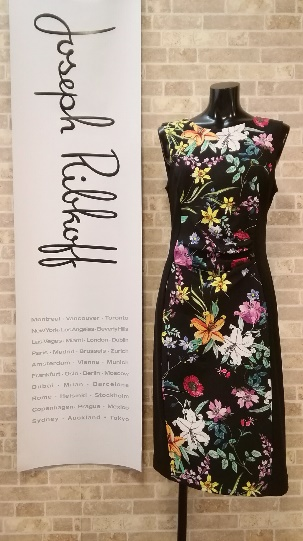 Joseph Ribkoff
Montreal · Vancouver · Toronto
New York · Los Angeles · Beverly Hills
Las Vegas · Miami · London · Dublin
Paris · Madrid · Brussels · Zurich
Amsterdam · Vienna · Munich
Frankfurt · Oslo · Berlin · Moscow
Dubai · Milan · Barcelona
Rome · Helsinki · Stockholm
Copenhagen · Prague · Mexico
Sydney · Auckland · Tokyo